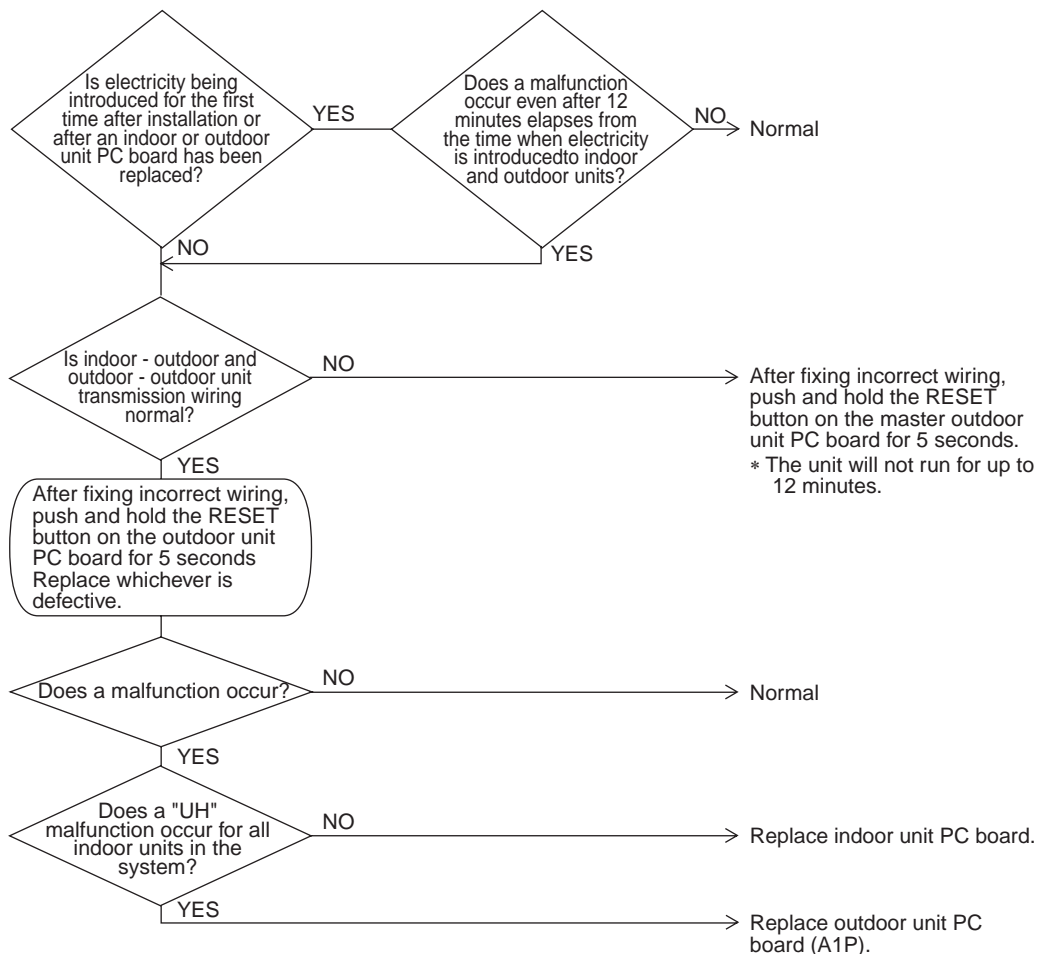 Is electricity being
introduced for the first
time after installation or
after an indoor or outdoor
unit PC board has been
replaced?
YES
Does a malfunction
occur even after 12
minutes elapses from
the time when electricity
is introducedto indoor
and outdoor units?
NO
Normal
NO
YES
Is indoor - outdoor and
outdoor - outdoor unit
transmission wiring
normal?
NO
After fixing incorrect wiring,
push and hold the RESET
button on the master outdoor
unit PC board for 5 seconds.
* The unit will not run for up to
12 minutes.
YES
After fixing incorrect wiring,
push and hold the RESET
button on the outdoor unit
PC board for 5 seconds
Replace whichever is
defective.
Does a malfunction occur?
NO
Normal
YES
Does a "UH"
malfunction occur for all
indoor units in the
system?
NO
Replace indoor unit PC board.
YES
Replace outdoor unit PC
board (A1P).